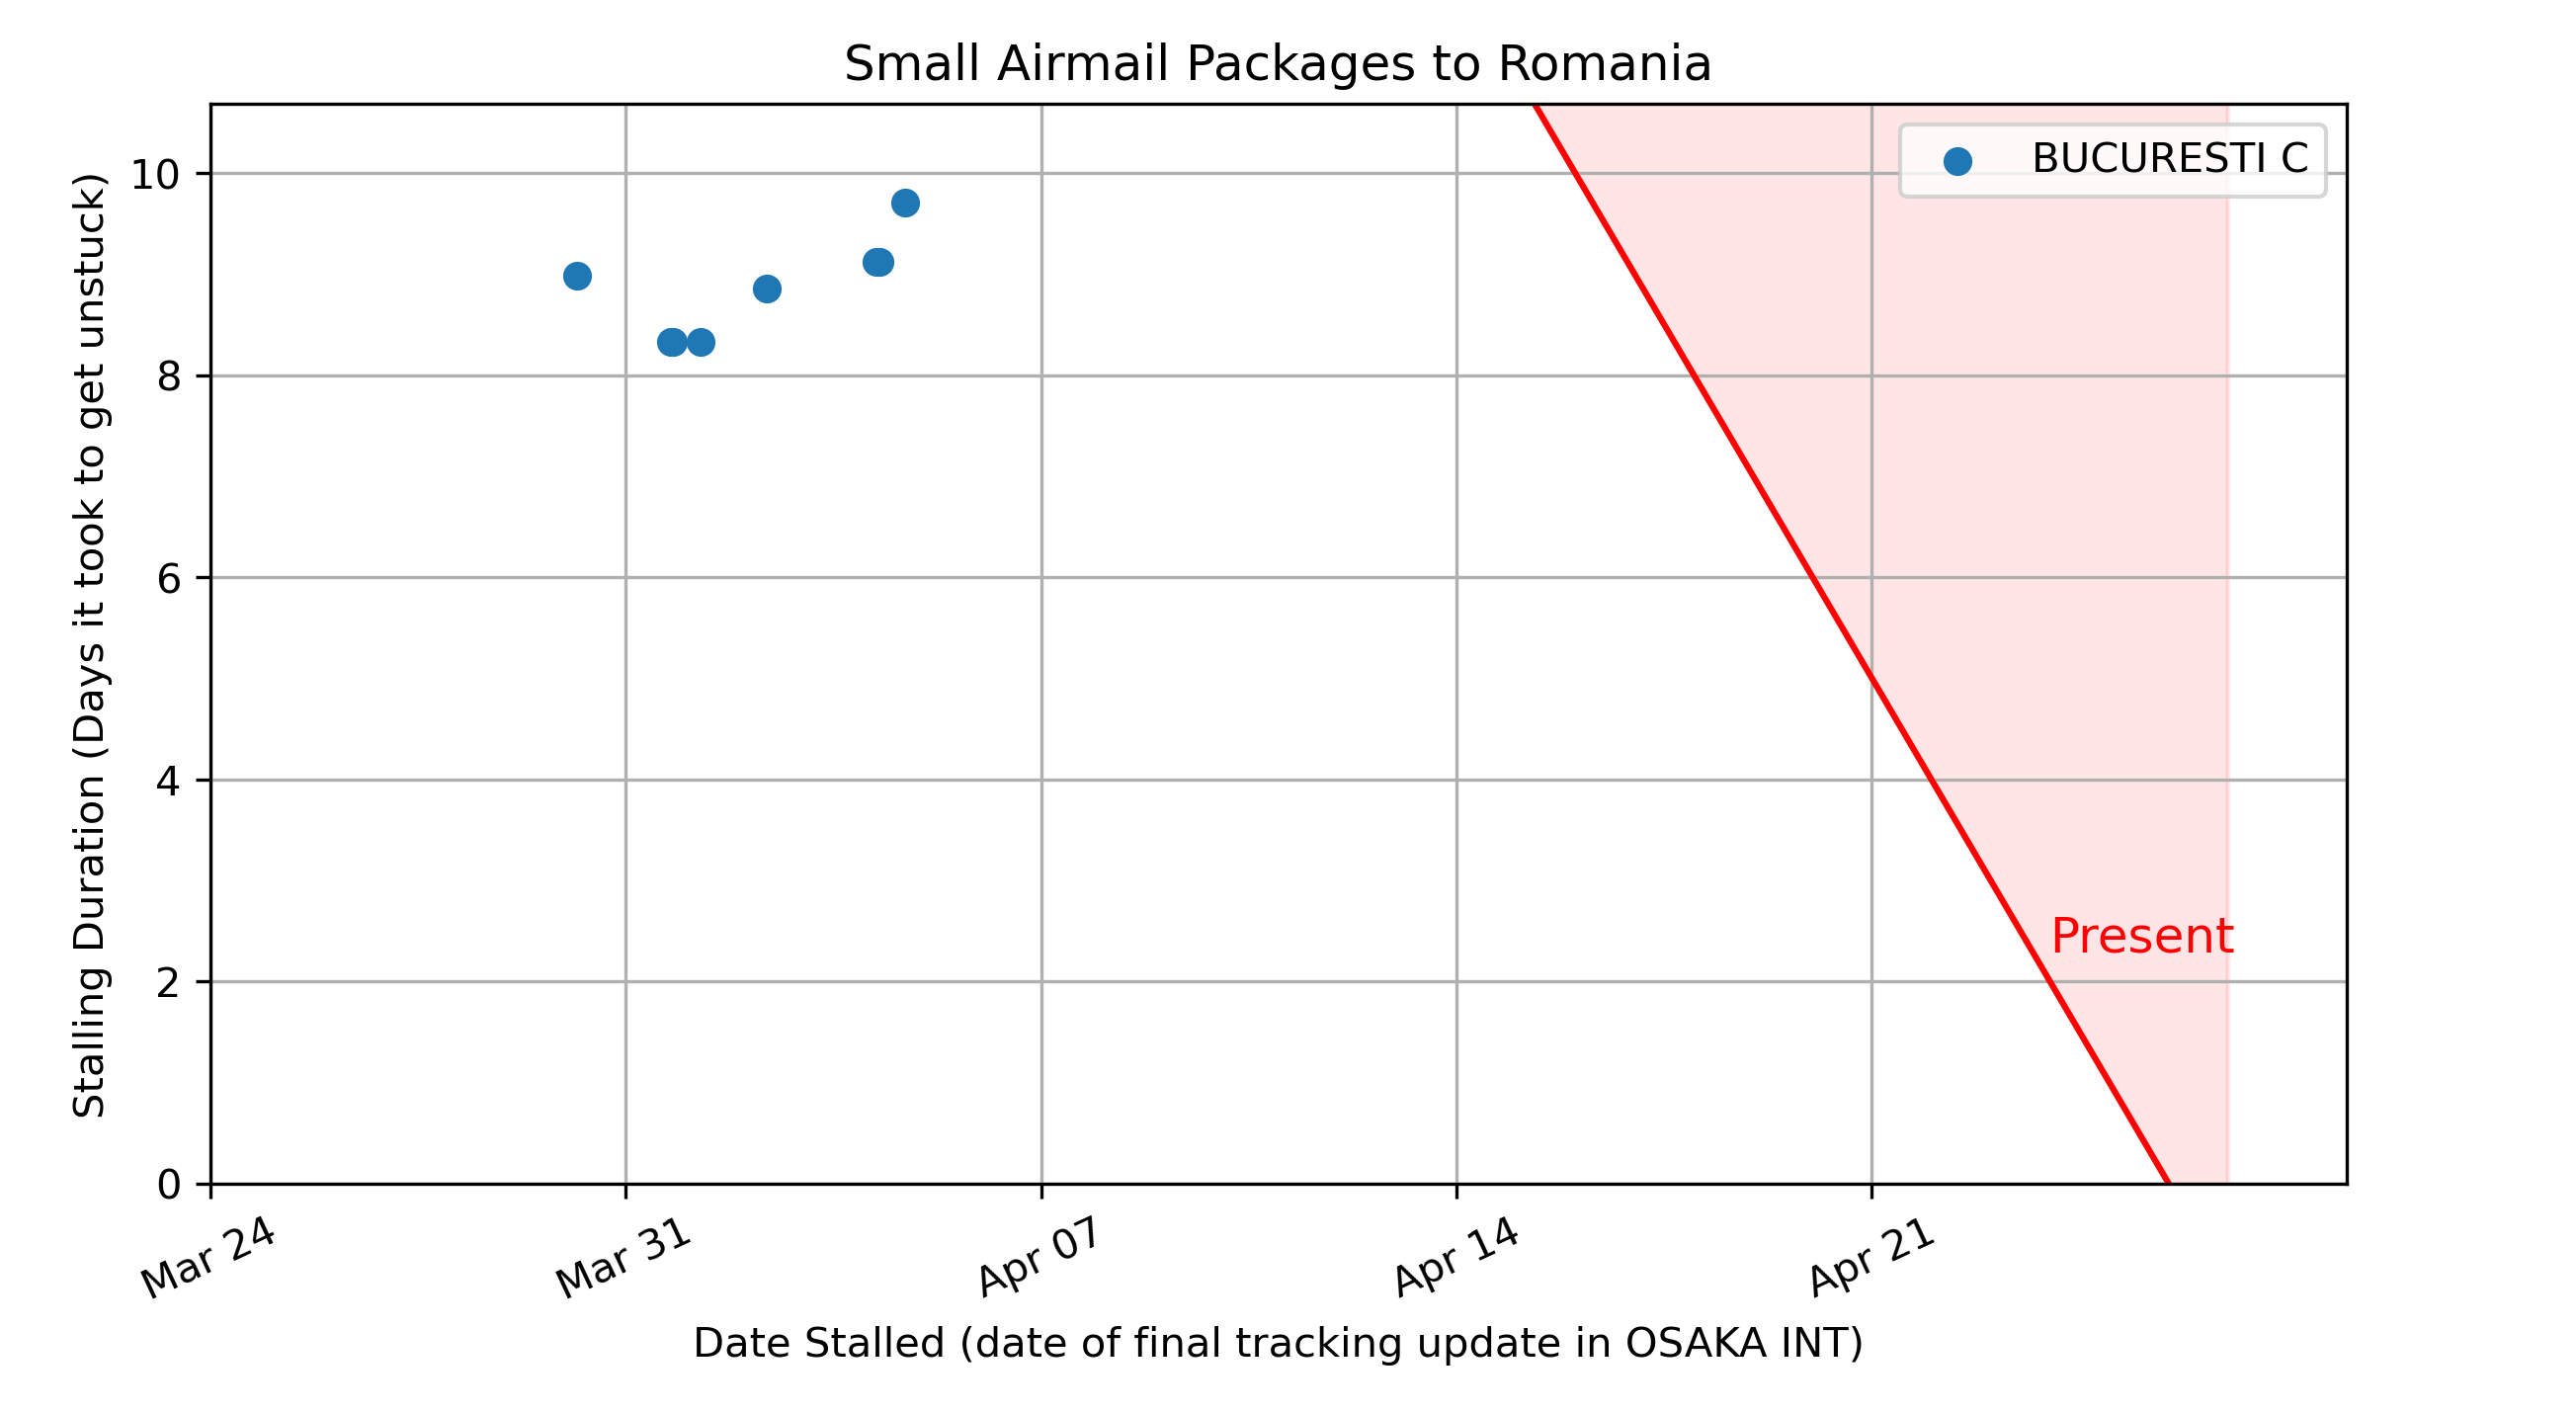 Small Airmail Packages to Romania
BUCURESTI C
Stalling Duration (Days it took to get unstuck)
10
8
6
4
2
0
Present
Mar 24
Mar 31
Apr 07
Apr 14
Apr 21
Date Stalled (date of final tracking update in OSAKA INT)